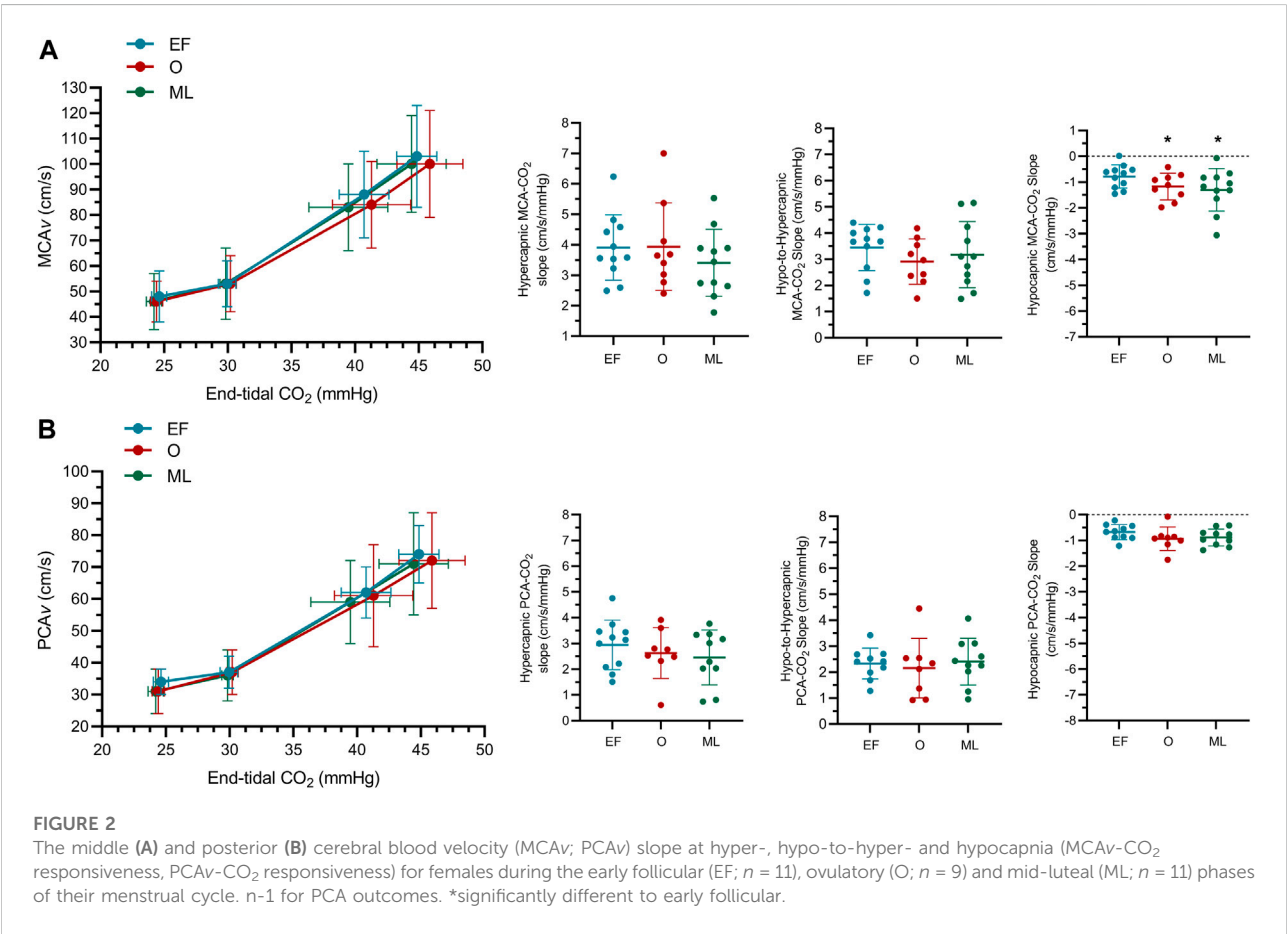 A
EF
O
ML
130
120
110
100
90
80
70
60
50
40
30
20 25 30 35 40 45 50
MCAv (cm/s)
End-tidal CO₂ (mmHg)
8
7
6
5
4
3
2
1
EF O ML
Hypercapnic MCA-CO₂
slope (cm/s/mmHg)
8
7
6
5
4
3
2
1
0
EF O ML
Hypo-to-Hypercapnic
MCA-CO₂ Slope (cm/s/mmHg)
* *
1
0
-1
-2
-3
-4
-5
-6
-7
EF O ML
Hypocapnic MCA-CO₂ Slope
(cm/s/mmHg)
B
EF
O
ML
100
90
80
70
60
50
40
30
20
20 25 30 35 40 45 50
PCAv (cm/s)
End-tidal CO₂ (mmHg)
8
7
6
5
4
3
2
1
0
EF O ML
Hypercapnic PCA-CO₂
slope (cm/s/mmHg)
8
7
6
5
4
3
2
1
0
EF O ML
Hypo-to-Hypercapnic
PCA-CO₂ Slope (cm/s/mmHg)
0
-1
-2
-3
-4
-5
-6
-7
-8
EF O ML
Hypocapnic PCA-CO₂ Slope
(cm/s/mmHg)
FIGURE 2
The middle (A) and posterior (B) cerebral blood velocity (MCAv; PCAv) slope at hyper-, hypo-to-hyper- and hypocapnia (MCAv-CO₂
responsiveness, PCAv-CO₂ responsiveness) for females during the early follicular (EF; n = 11), ovulatory (O; n = 9) and mid-luteal (ML; n = 11) phases
of their menstrual cycle. n-1 for PCA outcomes. *significantly different to early follicular.